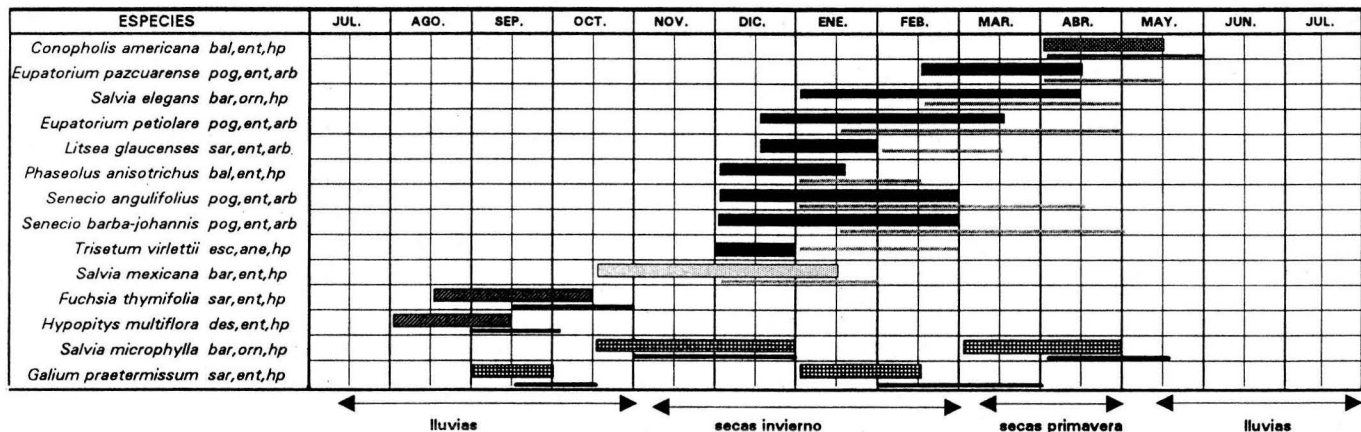 ESPECIES JUL. AGO. SEP. OCT. NOV. DIC. ENE. FEB. MAR. ABR. MAY. JUN. JUL.
Conopholis americana bal,ent,hp
Eupatorium pazcuarense pog,ent,arb
Salvia elegans bar,orn,hp
Eupatorium petiolare pog,ent,arb
Litsea glaucenses sar,ent,arb.
Phaseolus anisotrichus bal,ent,hp
Senecio angulifolius pog,ent,arb
Senecio barba-johannis pog,ent,arb
Trisetum virlettii esc,ane,hp
Salvia mexicana bar,ent,hp
Fuchsia thymifolia sar,ent,hp
Hypopitys multiflora des,ent,hp
Salvia microphylla bar,orn,hp
Galium praetermissum sar,ent,hp
lluvias secas invierno secas primavera lluvias